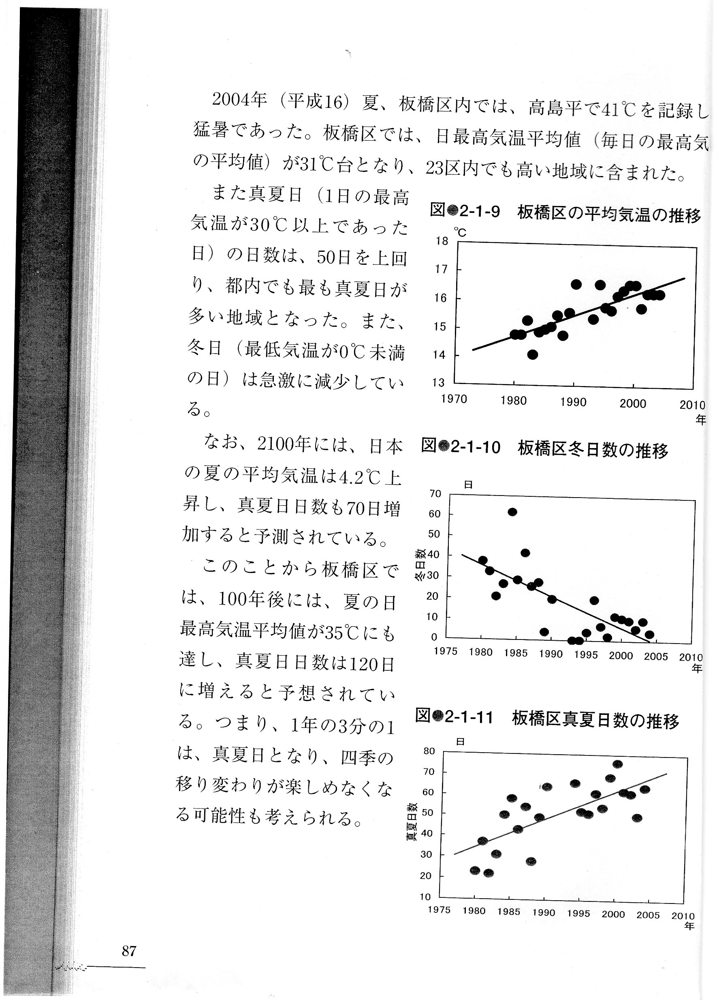 2004年（平成16）夏、板橋区内では、高島平で41℃を記録し
猛暑であった。板橋区では、日最高気温平均値（毎日の最高気
の平均値）が31℃台となり、23区内でも高い地域に含まれた。
また真夏日（1日の最高
気温が30℃以上であった
日）の日数は、50日を上回
り、都内でも最も真夏日が
多い地域となった。また、
冬日（最低気温が0℃未満
の日）は急激に減少してい
る。
なお、2100年には、日本
の夏の平均気温は4.2℃上
昇し、真夏日日数も70日増
加すると予測されている。
このことから板橋区で
は、100年後には、夏の日
最高気温平均値が35℃にも
達し、真夏日日数は120日
に増えると予想されてい
る。つまり、1年の3分の1
は、真夏日となり、四季の
移り変わりが楽しめなくな
る可能性も考えられる。
図●2-1-9　板橋区の平均気温の推移
℃
18
17
16
15
14
13
1970 1980 1990 2000 2010
年
図●2-1-10　板橋区冬日数の推移
日
70
60
50
40
30
20
10
0
冬日数
1975 1980 1985 1990 1995 2000 2005 2010
年
図●2-1-11　板橋区真夏日数の推移
日
80
70
60
50
40
30
20
10
真夏日数
1975 1980 1985 1990 1995 2000 2005 2010
年
87